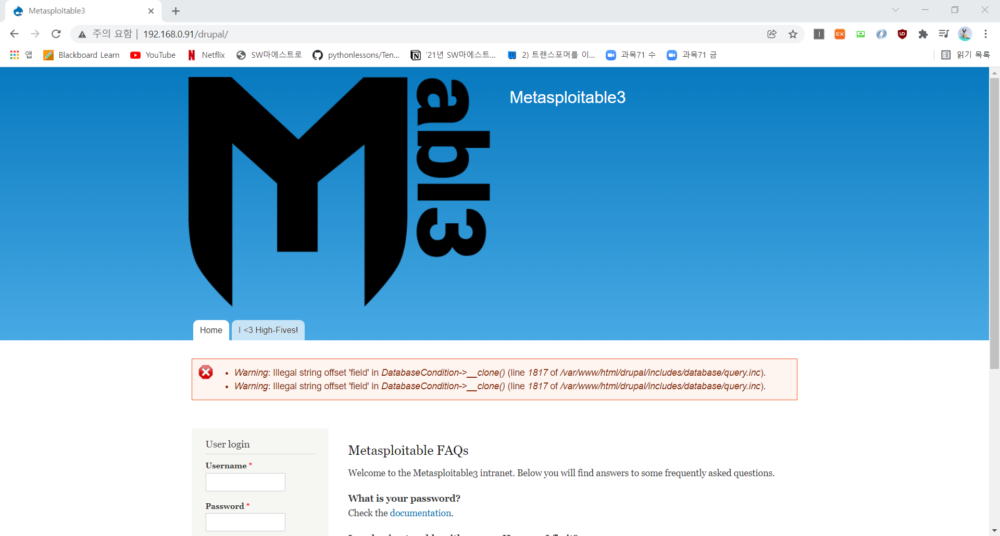 Metasploitable3
주의 요함 | 192.168.0.91/drupal/
앱 Blackboard Learn YouTube Netflix SW마에스트로 pythonlessons/Ten... '21년 SW마에스트... 2) 트랜스포머를 이... 과목71 수 과목71 금 읽기 목록
abl3
Metasploitable3
Home I <3 High-Fives!
Warning: Illegal string offset 'field' in DatabaseCondition->__clone() (line 1817 of /var/www/html/drupal/includes/database/query.inc).
Warning: Illegal string offset 'field' in DatabaseCondition->__clone() (line 1817 of /var/www/html/drupal/includes/database/query.inc).
User login
Username *
Password *
Metasploitable FAQs
Welcome to the Metasploitable3 intranet. Below you will find answers to some frequently asked questions.
What is your password?
Check the documentation.